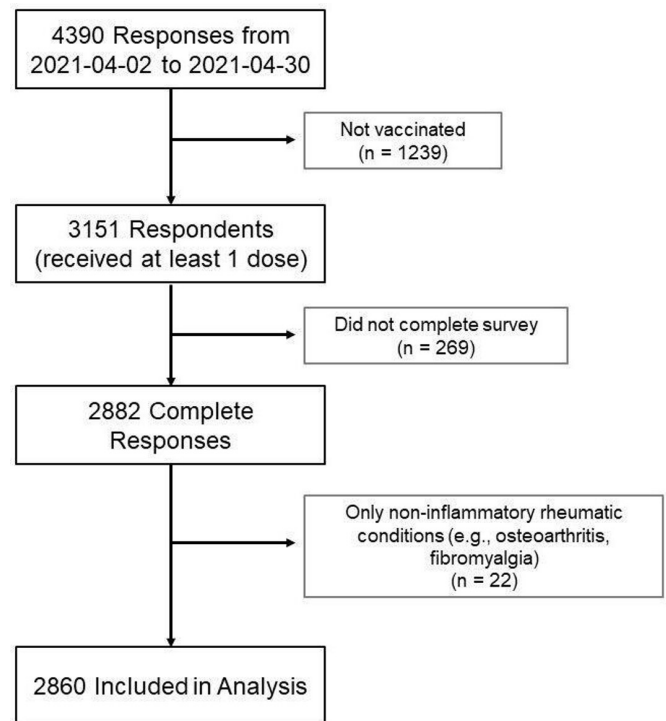 4390 Responses from
2021-04-02 to 2021-04-30
Not vaccinated
(n = 1239)
3151 Respondents
(received at least 1 dose)
Did not complete survey
(n = 269)
2882 Complete
Responses
Only non-inflammatory rheumatic
conditions (e.g., osteoarthritis,
fibromyalgia)
(n = 22)
2860 Included in Analysis